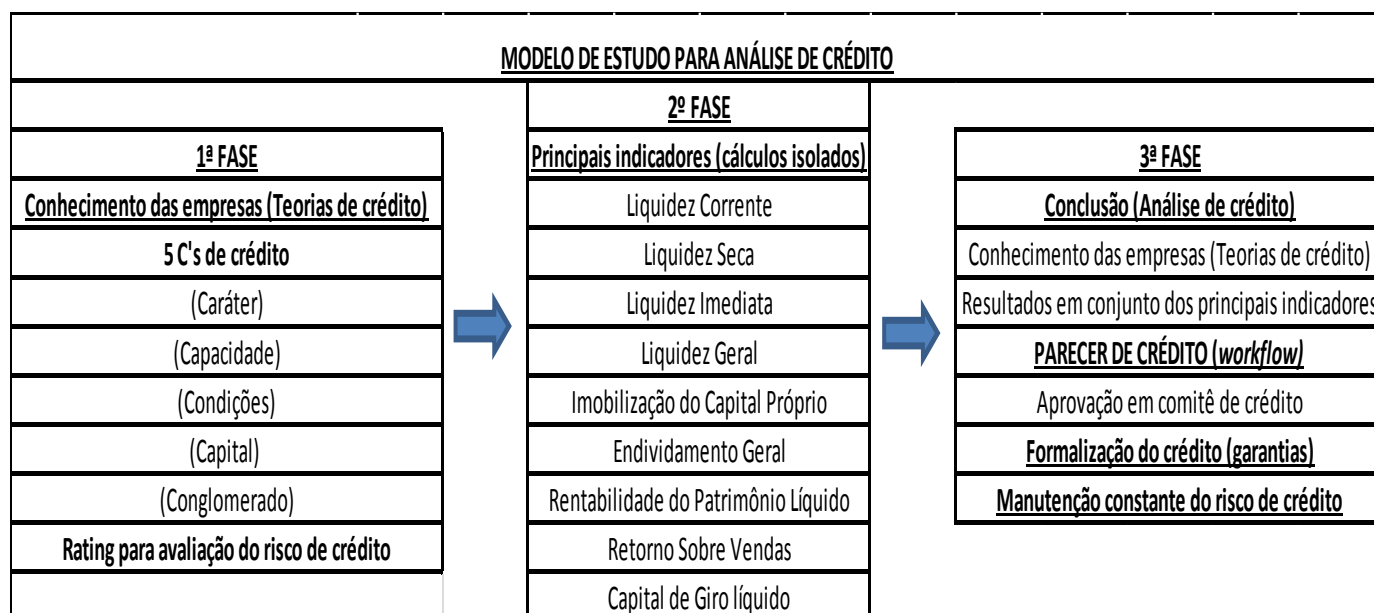 MODELO DE ESTUDO PARA ANÁLISE DE CRÉDITO
1ª FASE
Conhecimento das empresas (Teorias de crédito)
5 C's de crédito
(Caráter)
(Capacidade)
(Condições)
(Capital)
(Conglomerado)
Rating para avaliação do risco de crédito
2º FASE
Principais indicadores (cálculos isolados)
Liquidez Corrente
Liquidez Seca
Liquidez Imediata
Liquidez Geral
Imobilização do Capital Próprio
Endividamento Geral
Rentabilidade do Patrimônio Líquido
Retorno Sobre Vendas
Capital de Giro líquido
3ª FASE
Conclusão (Análise de crédito)
Conhecimento das empresas (Teorias de crédito)
Resultados em conjunto dos principais indicadores
PARECER DE CRÉDITO (workflow)
Aprovação em comitê de crédito
Formalização do crédito (garantias)
Manutenção constante do risco de crédito